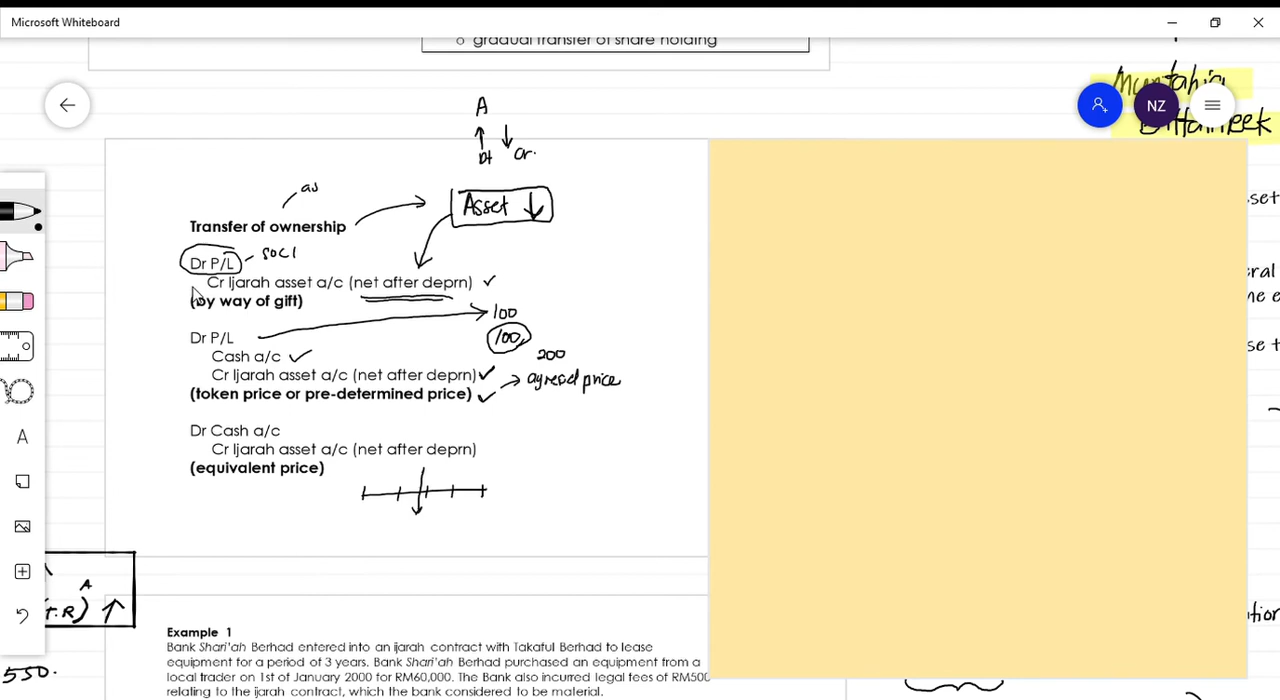 Microsoft Whiteboard
o gradual transfer of share holding
A
Dt Cr.
NZ
as
Asset ↓
Transfer of ownership
Dr P/L - SOCI
Cr Ijarah asset a/c (net after deprn) ✓
(by way of gift)
100
Dr P/L
100
Cash a/c ✓
200
Cr Ijarah asset a/c (net after deprn) ✓
agreed price
(token price or pre-determined price) ✓
Dr Cash a/c
Cr Ijarah asset a/c (net after deprn)
(equivalent price)
A
550.
Example 1
Bank Shari'ah Berhad entered into an ijarah contract with Takaful Berhad to lease
equipment for a period of 3 years. Bank Shari'ah Berhad purchased an equipment from a
local trader on 1st of January 2000 for RM60,000. The Bank also incurred legal fees of RM500
relating to the ijarah contract, which the bank considered to be material.